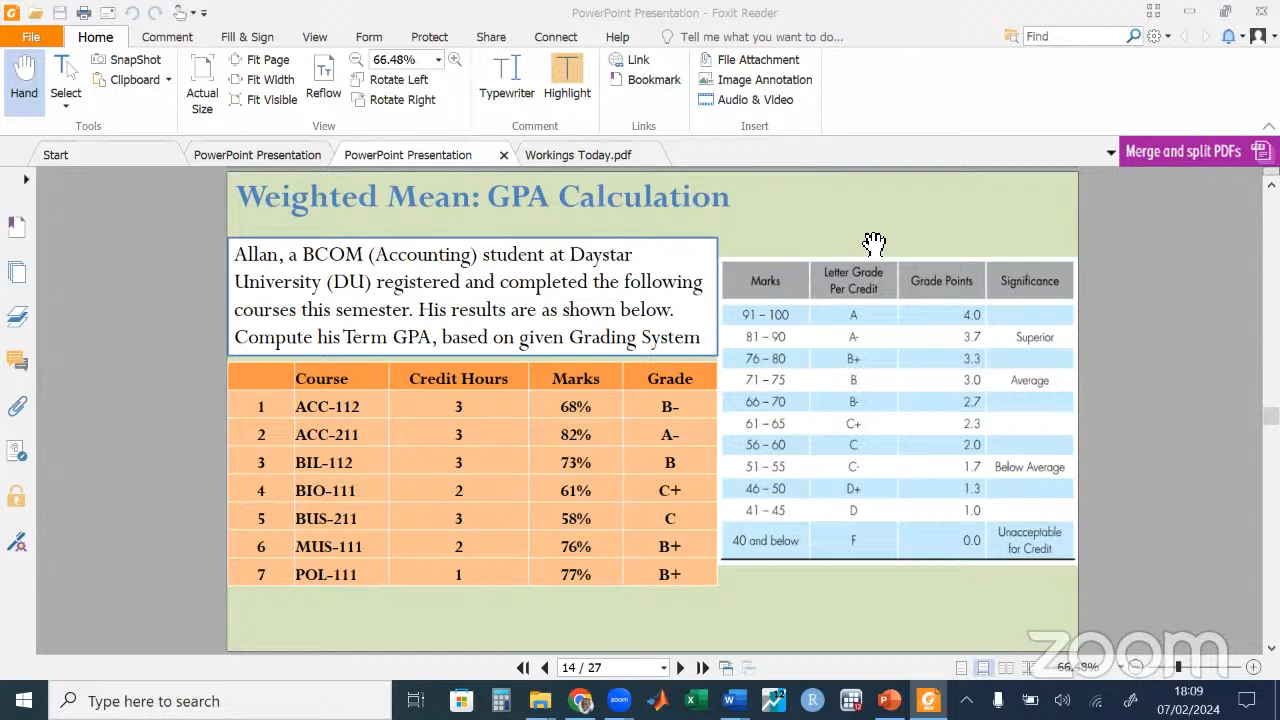 PowerPoint Presentation - Foxit Reader
File Home Comment Fill & Sign View Form Protect Share Connect Help Tell me what you want to do... Find
Hand
Select
SnapShot
Clipboard
Tools
Actual
Size
Fit Page
Fit Width
Fit Visible
Reflow
66.48%
Rotate Left
Rotate Right
View
Typewriter
Highlight
Comment
Link
Bookmark
Links
File Attachment
Image Annotation
Audio & Video
Insert
Start PowerPoint Presentation PowerPoint Presentation Workings Today.pdf Merge and split PDFs
Weighted Mean: GPA Calculation
Allan, a BCOM (Accounting) student at Daystar
University (DU) registered and completed the following
courses this semester. His results are as shown below.
Compute his Term GPA, based on given Grading System
Course Credit Hours Marks Grade
1 ACC-112 3 68% B-
2 ACC-211 3 82% A-
3 BIL-112 3 73% B
4 BIO-111 2 61% C+
5 BUS-211 3 58% C
6 MUS-111 2 76% B+
7 POL-111 1 77% B+
Marks Letter Grade Per Credit Grade Points Significance
91 – 100 A 4.0
81 – 90 A- 3.7 Superior
76 – 80 B+ 3.3
71 – 75 B 3.0 Average
66 – 70 B- 2.7
61 – 65 C+ 2.3
56 – 60 C 2.0
51 – 55 C- 1.7 Below Average
46 – 50 D+ 1.3
41 – 45 D 1.0
40 and below F 0.0 Unacceptable for Credit
zoom
14 / 27
66.48%
Type here to search
18:09
07/02/2024